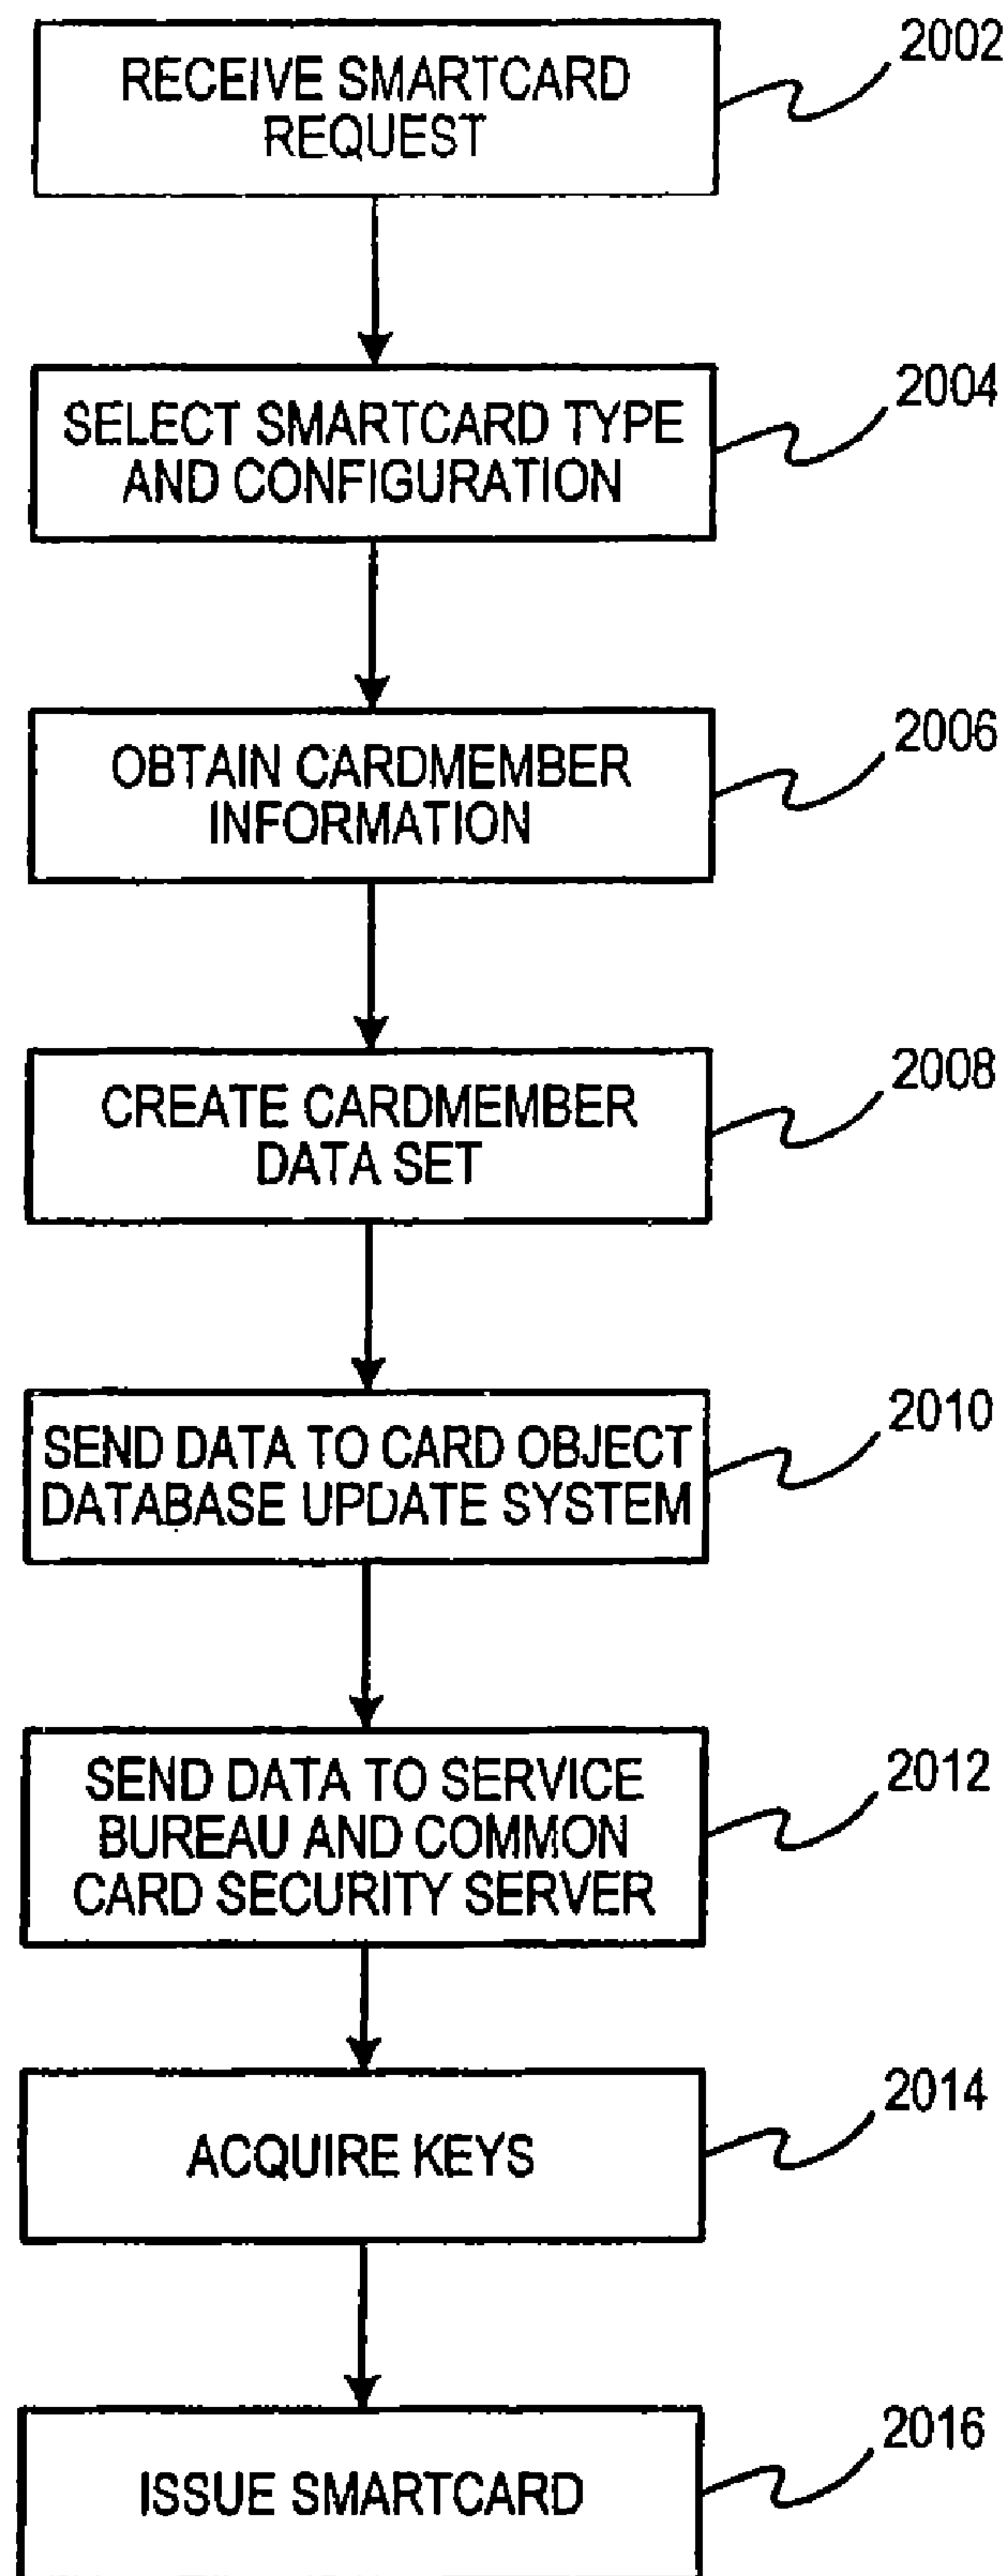 RECEIVE SMARTCARD
REQUEST
2002
SELECT SMARTCARD TYPE
AND CONFIGURATION
2004
OBTAIN CARDMEMBER
INFORMATION
2006
CREATE CARDMEMBER
DATA SET
2008
SEND DATA TO CARD OBJECT
DATABASE UPDATE SYSTEM
2010
SEND DATA TO SERVICE
BUREAU AND COMMON
CARD SECURITY SERVER
2012
ACQUIRE KEYS
2014
ISSUE SMARTCARD
2016